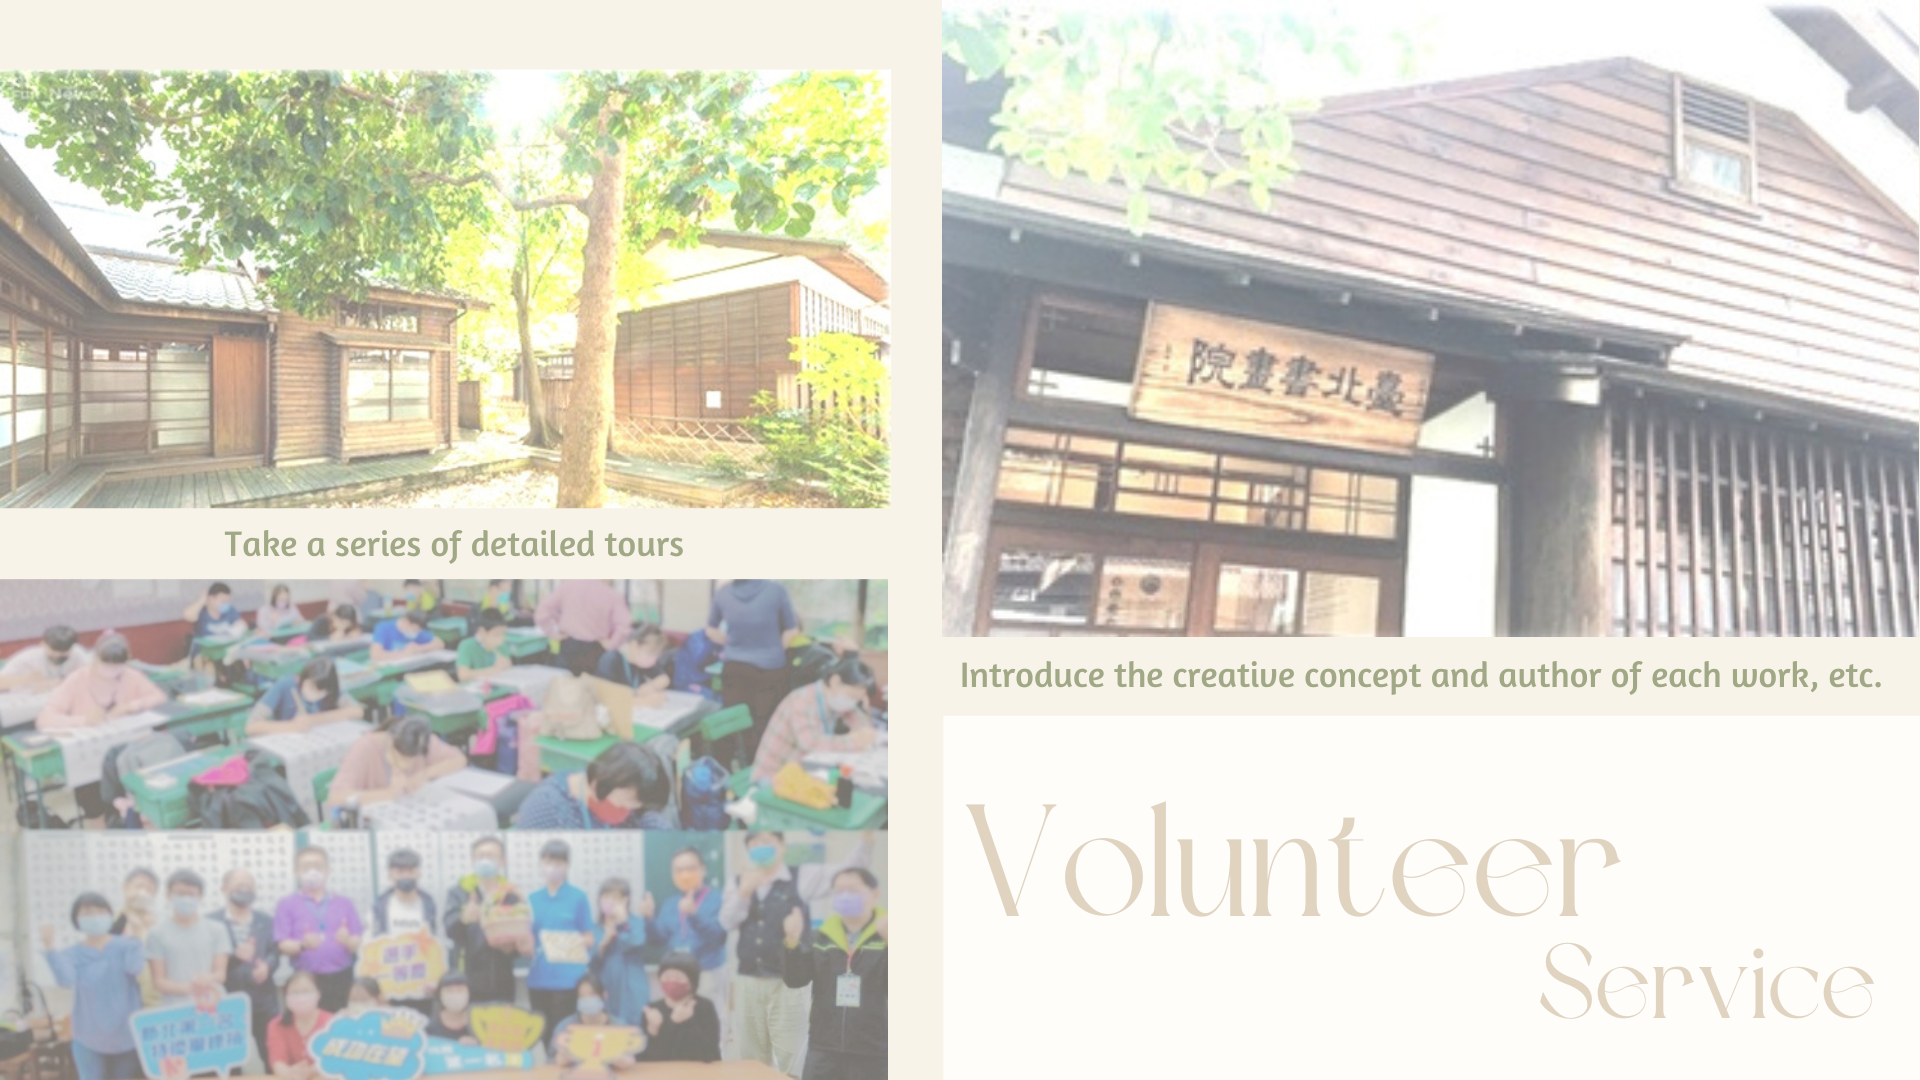 Take a series of detailed tours
臺北書畫院
Introduce the creative concept and author of each work, etc.
Volunteer
Service